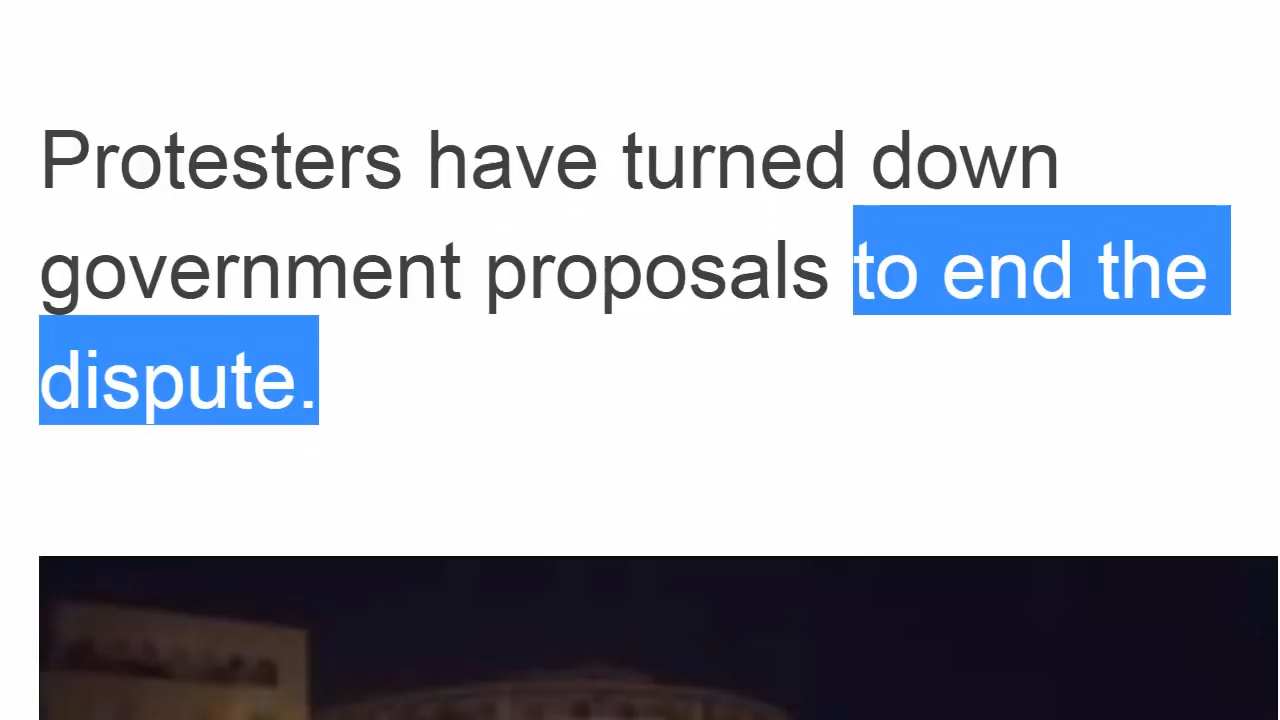 Protesters have turned down
government proposals to end the
dispute.